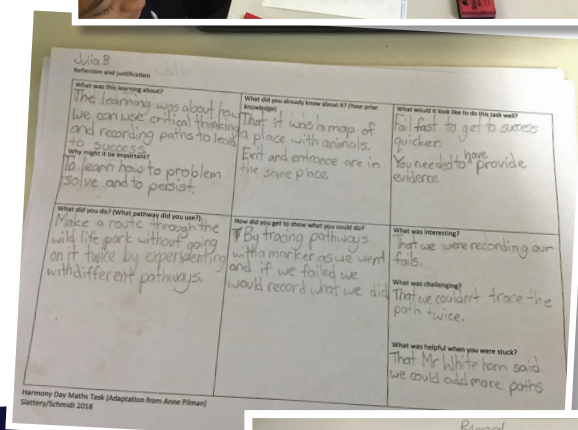 Julia B
Reflection and Justification
What was this learning about?
The learning was about how
we can use critical thinking
and recording paths to lead
to success.
Why might it be important?
To learn how to problem
solve and to persist.
What did you already know about it? (Your prior
knowledge)
That it was a map of
a place with animals.
Exit and entrance are in
the same place
What would it look like to do this task well?
Fail fast to get to success
quicker.
You needed to have provide
evidence
What did you do? (What pathway did you use?)
Make a route through the
wild life park without going
on it twice by experimenting
with different pathways.
How did you get to show what you could do?
By tracing pathways
with a marker as we went
and if we failed we
would record what we did
What was interesting?
That we were recording our
fails.
What was challenging?
That we couldn't trace the
path twice.
What was helpful when you were stuck?
That Mr Whitehorn said
we could add more paths
Harmony Day Maths Task (Adaptation from Anne Pilman)
Slattery/Schmidt 2018